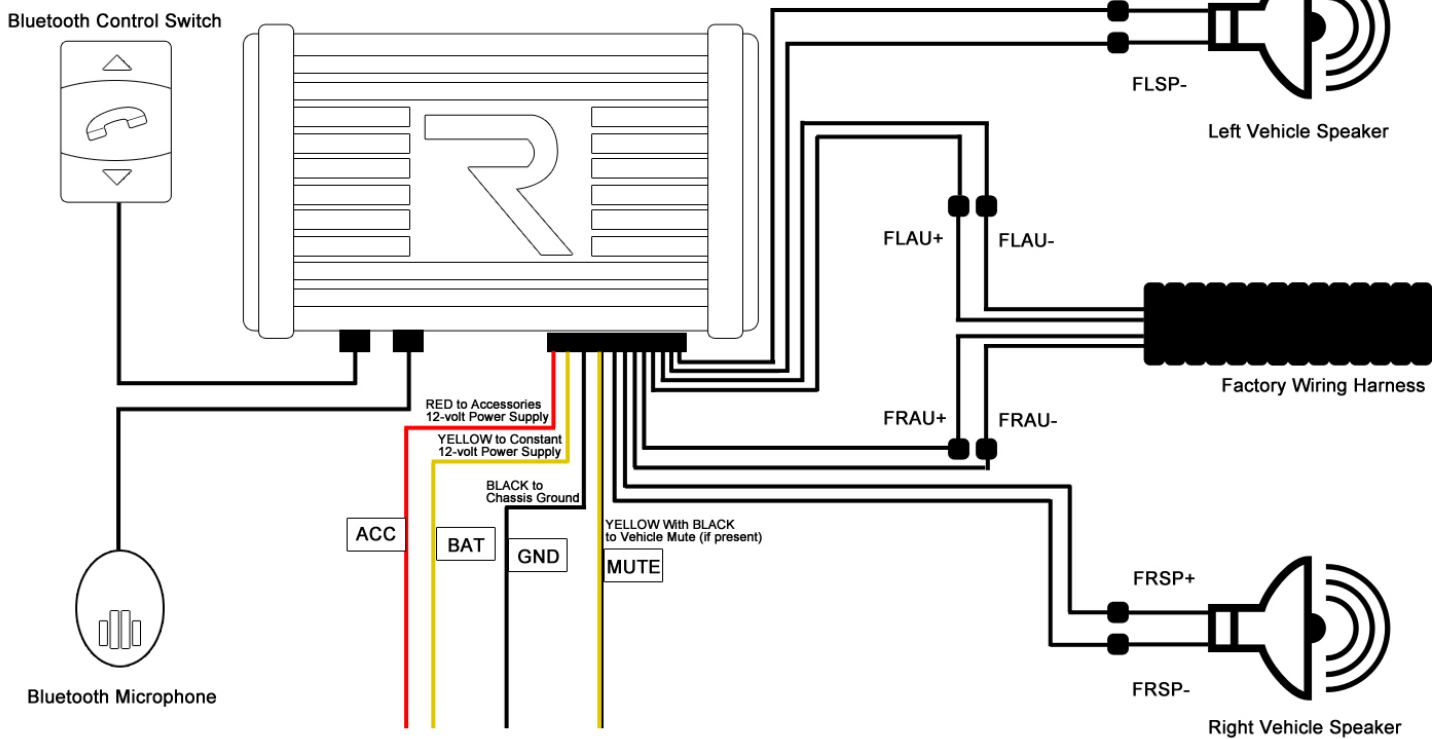 Bluetooth Control Switch
FLSP-
Left Vehicle Speaker
FLAU+
FLAU-
Factory Wiring Harness
RED to Accessories
12-volt Power Supply
FRAU+
FRAU-
YELLOW to Constant
12-volt Power Supply
BLACK to
Chassis Ground
ACC
BAT
GND
YELLOW With BLACK
to Vehicle Mute (if present)
MUTE
FRSP+
FRSP-
Bluetooth Microphone
Right Vehicle Speaker